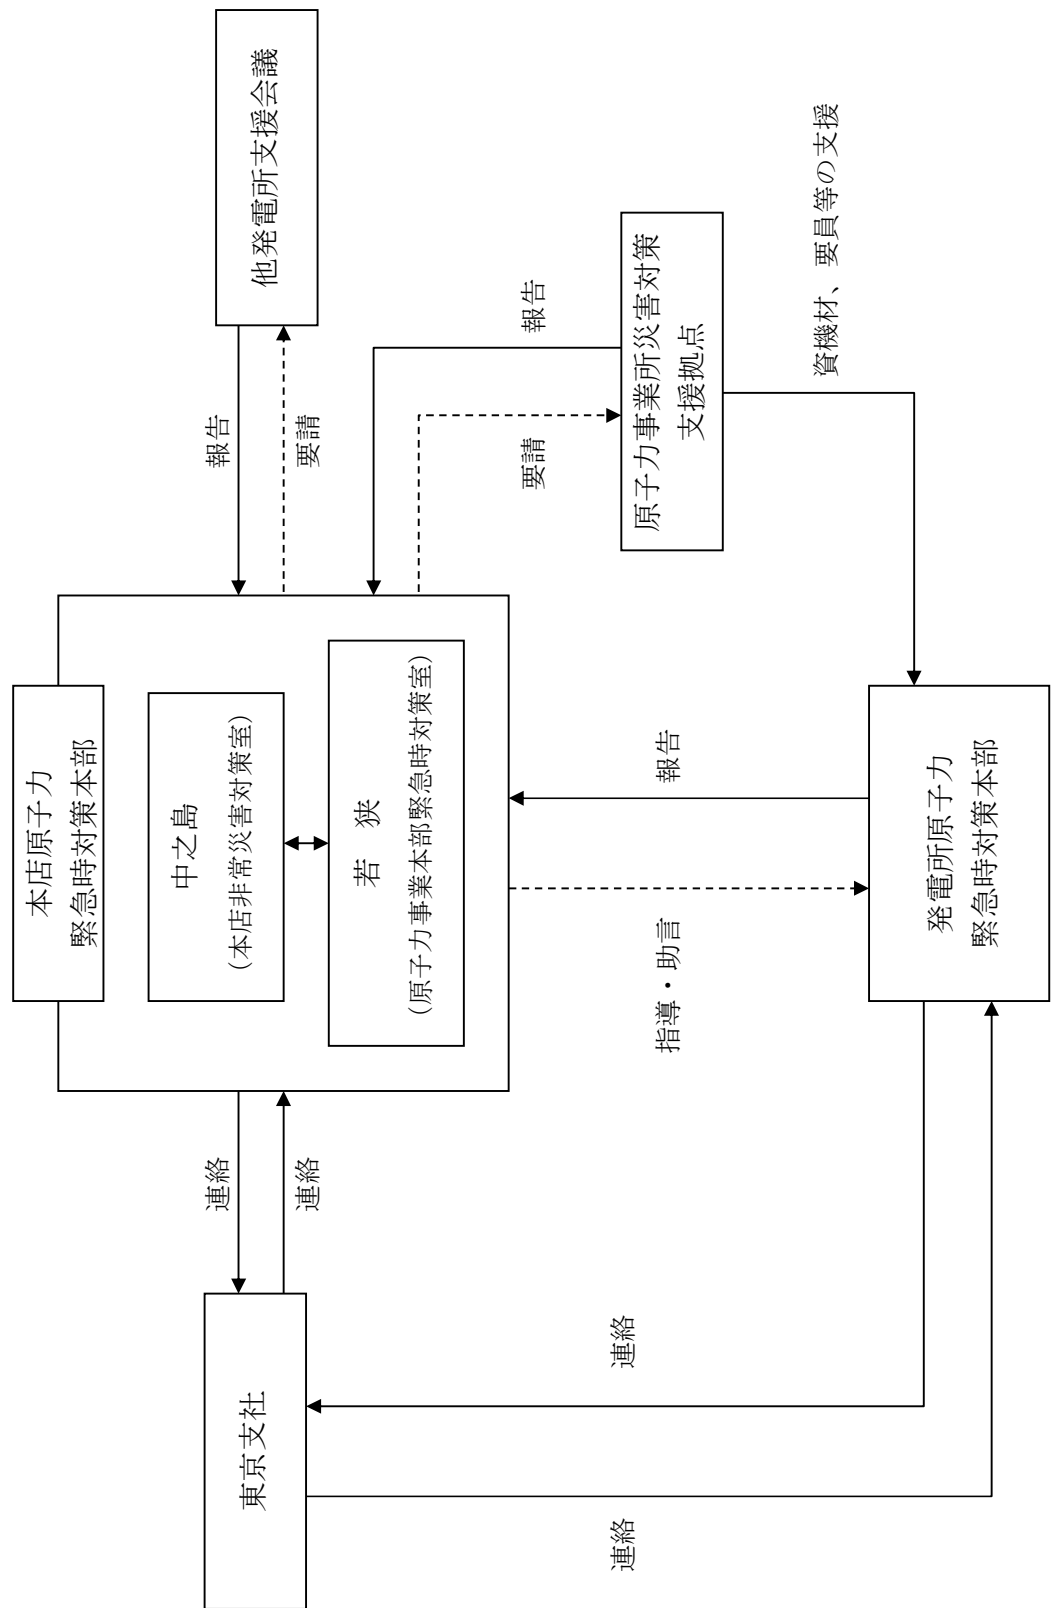 本店原子力
緊急時対策本部
中之島
(本店非常災害対策室)
若 狭
(原子力事業本部緊急時対策室)
東京支社
連絡
連絡
報告
要請
他発電所支援会議
報告
要請
原子力事業所災害対策
支援拠点
資機材、要員等の支援
指導・助言
報告
連絡
連絡
発電所原子力
緊急時対策本部